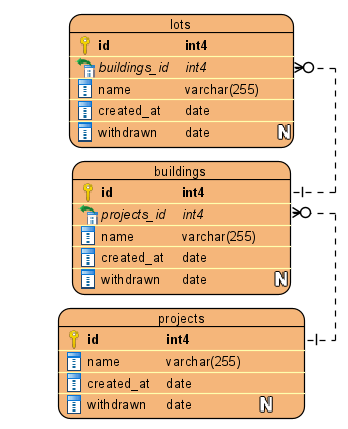 lots
id int4
buildings_id int4
name varchar(255)
created_at date
withdrawn date N
buildings
id int4
projects_id int4
name varchar(255)
created_at date
withdrawn date N
projects
id int4
name varchar(255)
created_at date
withdrawn date N